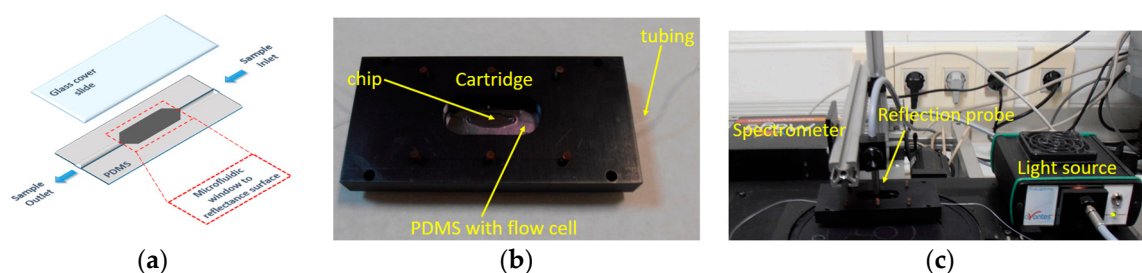 Glass cover
slide
Sample
Inlet
PDMS
Sample
Outlet
Microfluidic
window to
reflectance surface
(a)
chip
Cartridge
tubing
PDMS with flow cell
(b)
Spectrometer
Reflection probe
Light source
(c)